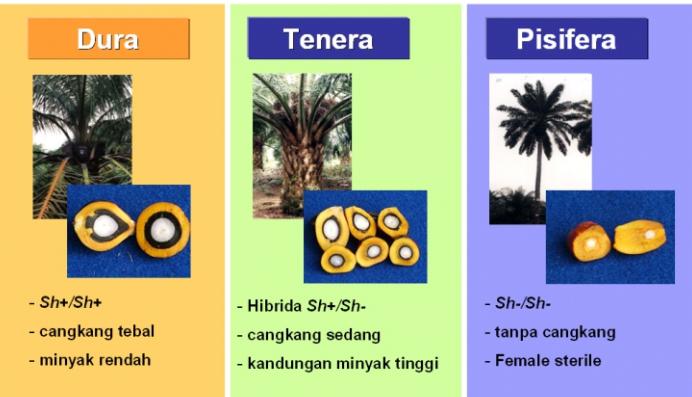 Dura
- Sh+/Sh+
- cangkang tebal
- minyak rendah
Tenera
- Hibrida Sh+/Sh-
- cangkang sedang
- kandungan minyak tinggi
Pisifera
- Sh-/Sh-
- tanpa cangkang
- Female sterile